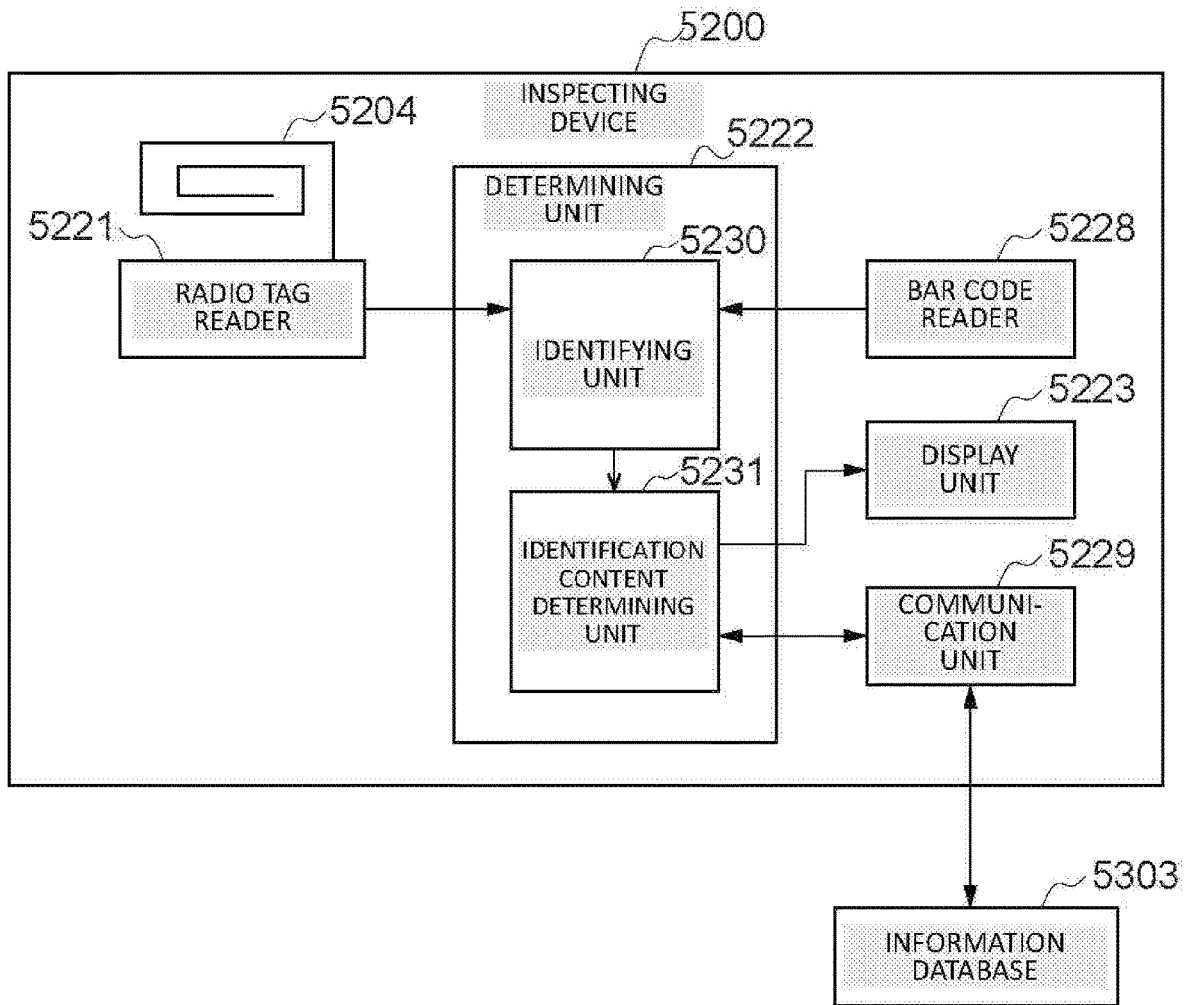 5200
INSPECTING
DEVICE
5204
5222
DETERMINING
UNIT
5221
5230
5228
RADIO TAG
READER
BAR CODE
READER
IDENTIFYING
UNIT
5223
DISPLAY
UNIT
5231
IDENTIFICATION
CONTENT
DETERMINING
UNIT
5229
COMMUNI-
CATION
UNIT
5303
INFORMATION
DATABASE